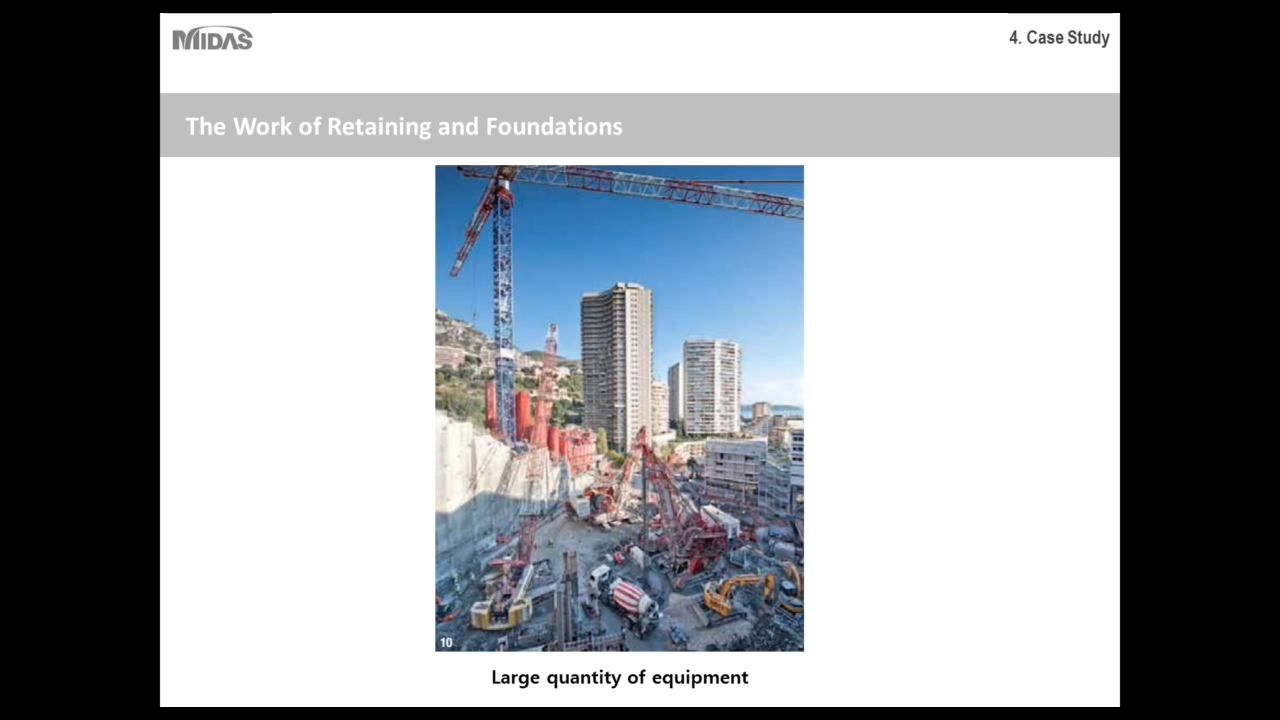 MIDAS
4. Case Study
The Work of Retaining and Foundations
10
Large quantity of equipment